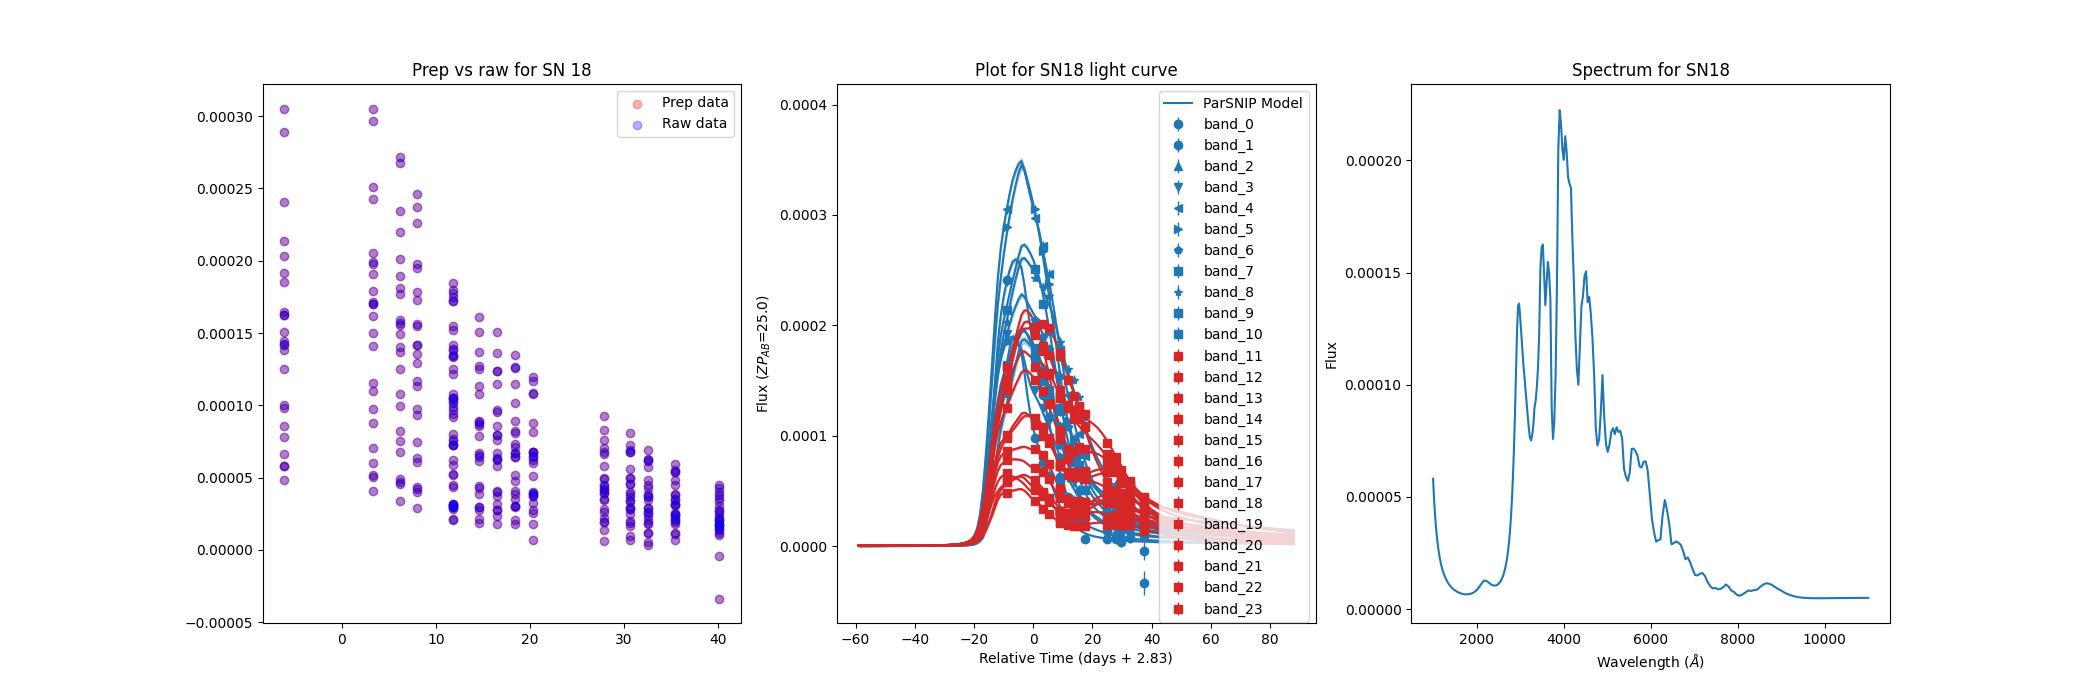 Prep vs raw for SN 18
Prep data
Raw data
0.00030
0.00025
0.00020
0.00015
0.00010
0.00005
0.00000
−0.00005
0
10
20
30
40
Plot for SN18 light curve
ParSNIP Model
band_0
band_1
band_2
band_3
band_4
band_5
band_6
band_7
band_8
band_9
band_10
band_11
band_12
band_13
band_14
band_15
band_16
band_17
band_18
band_19
band_20
band_21
band_22
band_23
Flux (ZP_AB=25.0)
0.0004
0.0003
0.0002
0.0001
0.0000
−60
−40
−20
0
20
40
60
80
Relative Time (days + 2.83)
Spectrum for SN18
Flux
0.00020
0.00015
0.00010
0.00005
0.00000
2000
4000
6000
8000
10000
Wavelength (Å)